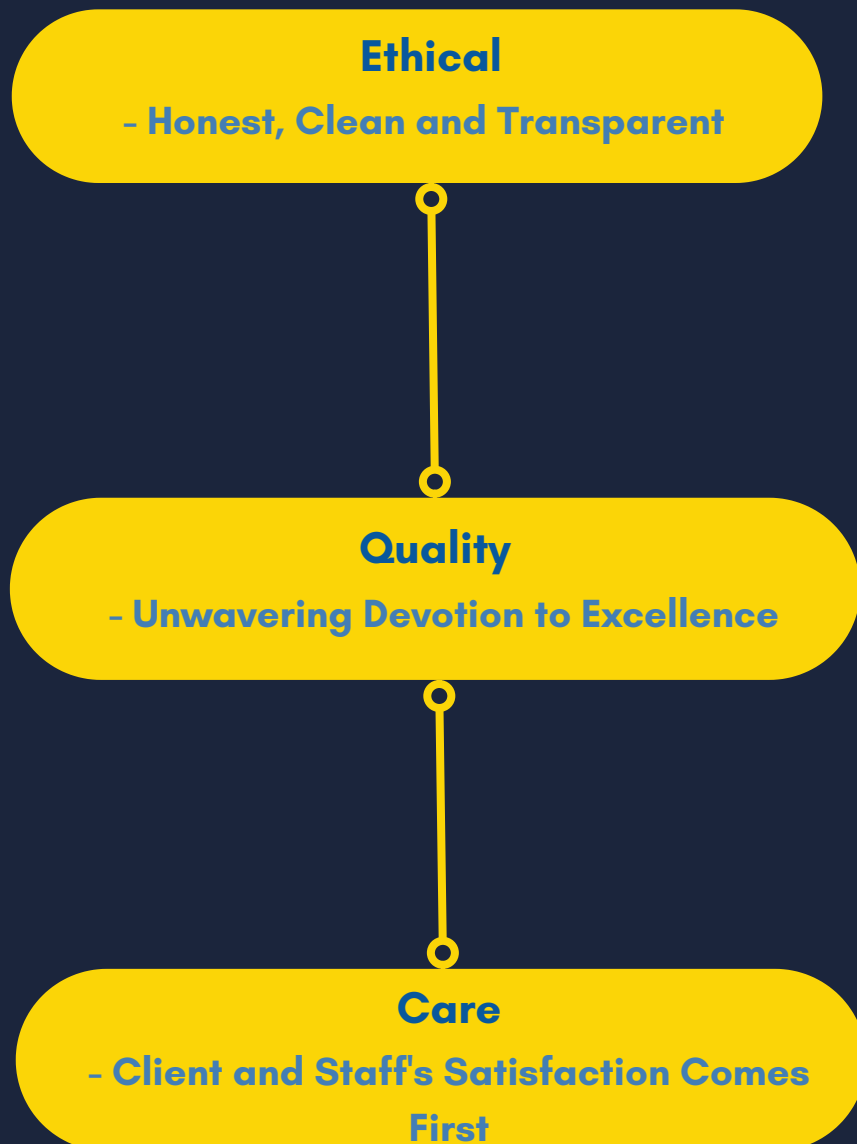 Ethical
- Honest, Clean and Transparent
Quality
- Unwavering Devotion to Excellence
Care
- Client and Staff's Satisfaction Comes
First